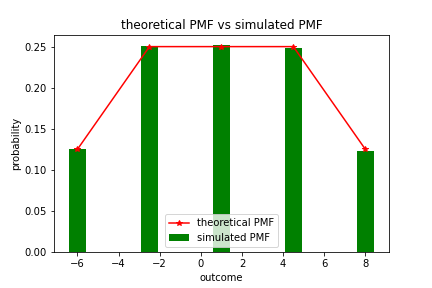 theoretical PMF vs simulated PMF
0.25
0.20
0.15
0.10
0.05
0.00
probability
theoretical PMF
simulated PMF
−6 −4 −2 0 2 4 6 8
outcome